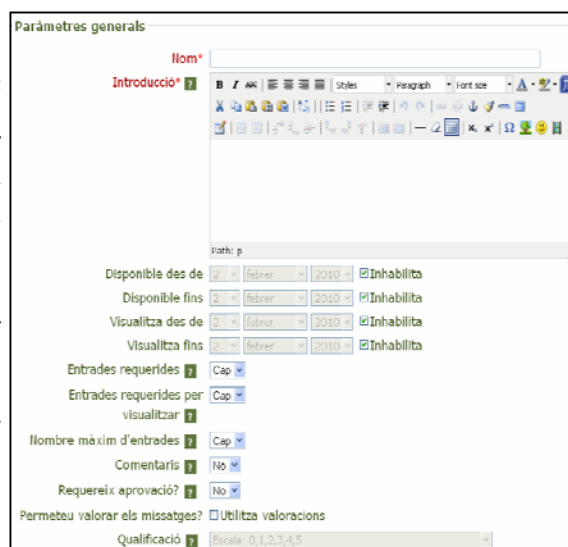 Paràmetres generals
Nom*
Introducció* ?
B I ABC Styles Paragraph Font size A
x₂ x² Ω
Path: p
Disponible des de 2 febrer 2010 Inhabilita
Disponible fins 2 febrer 2010 Inhabilita
Visualitza des de 2 febrer 2010 Inhabilita
Visualitza fins 2 febrer 2010 Inhabilita
Entrades requerides ? Cap
Entrades requerides per
visualitzar ? Cap
Nombre màxim d'entrades ? Cap
Comentaris ? No
Requereix aprovació? ? No
Permeteu valorar els missatges? Utilitza valoracions
Qualificació ? Escala: 0,1,2,3,4,5